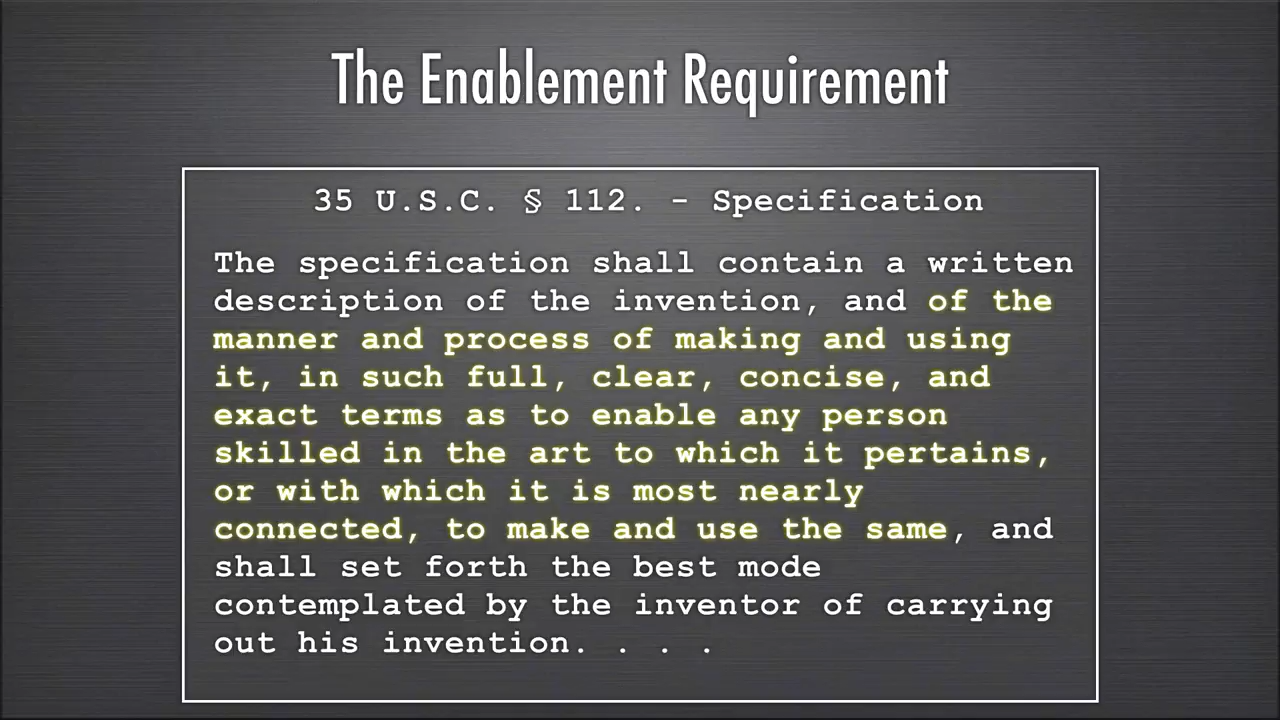 The Enablement Requirement
35 U.S.C. § 112. - Specification
The specification shall contain a written
description of the invention, and of the
manner and process of making and using
it, in such full, clear, concise, and
exact terms as to enable any person
skilled in the art to which it pertains,
or with which it is most nearly
connected, to make and use the same, and
shall set forth the best mode
contemplated by the inventor of carrying
out his invention. . . .